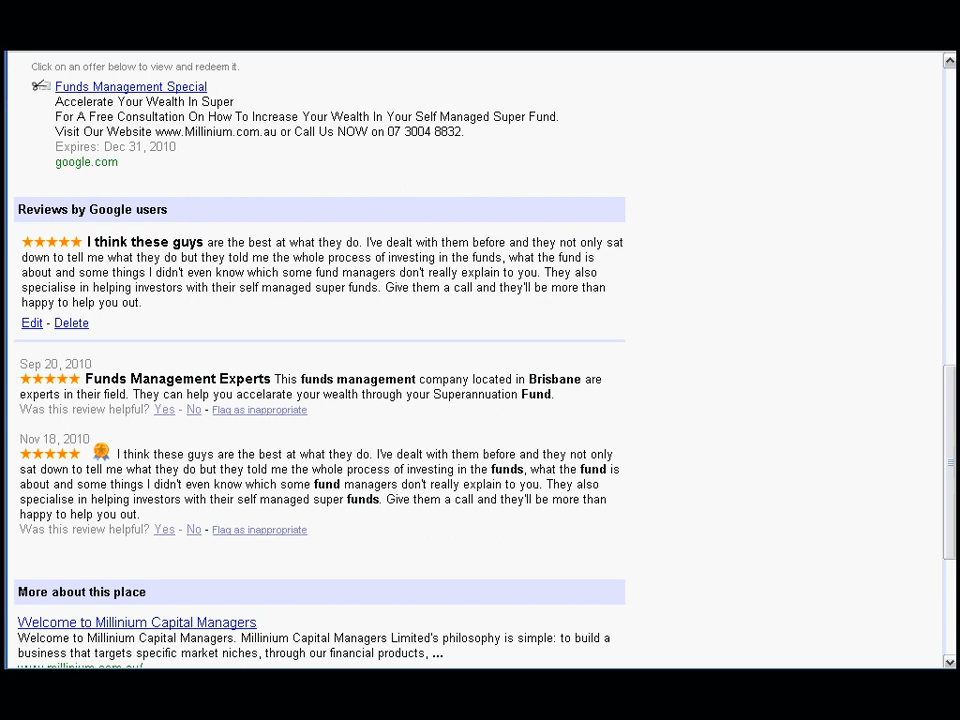 Click on an offer below to view and redeem it.
Funds Management Special
Accelerate Your Wealth In Super
For A Free Consultation On How To Increase Your Wealth In Your Self Managed Super Fund.
Visit Our Website www.Millinium.com.au or Call Us NOW on 07 3004 8832.
Expires: Dec 31, 2010
google.com
Reviews by Google users
I think these guys are the best at what they do. I've dealt with them before and they not only sat
down to tell me what they do but they told me the whole process of investing in the funds, what the fund is
about and some things I didn't even know which some fund managers don't really explain to you. They also
specialise in helping investors with their self managed super funds. Give them a call and they'll be more than
happy to help you out.
Edit - Delete
Sep 20, 2010
Funds Management Experts This funds management company located in Brisbane are
experts in their field. They can help you accelarate your wealth through your Superannuation Fund.
Was this review helpful? Yes - No - Flag as inappropriate
Nov 18, 2010
I think these guys are the best at what they do. I've dealt with them before and they not only
sat down to tell me what they do but they told me the whole process of investing in the funds, what the fund is
about and some things I didn't even know which some fund managers don't really explain to you. They also
specialise in helping investors with their self managed super funds. Give them a call and they'll be more than
happy to help you out.
Was this review helpful? Yes - No - Flag as inappropriate
More about this place
Welcome to Millinium Capital Managers
Welcome to Millinium Capital Managers. Millinium Capital Managers Limited's philosophy is simple: to build a
business that targets specific market niches, through our financial products, ...
www.millinium.com.au/